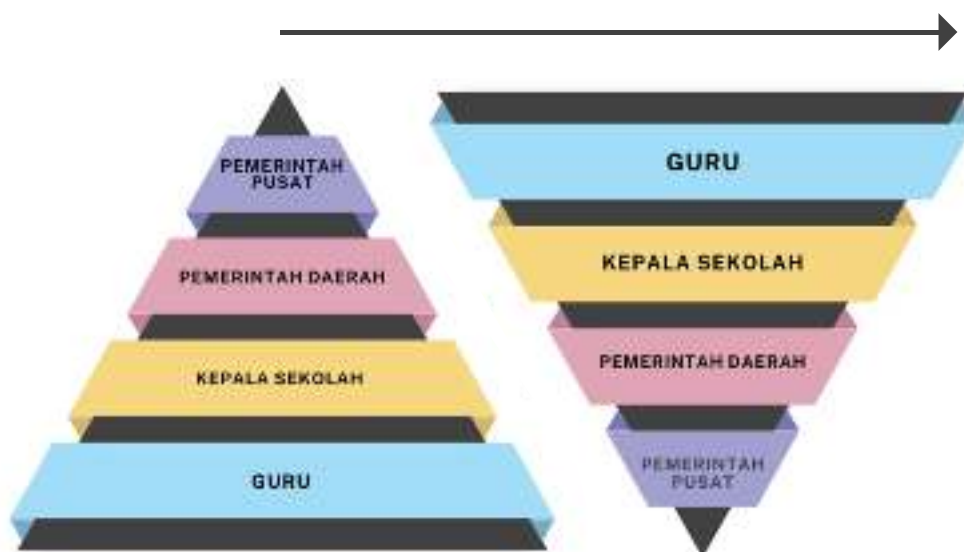 PEMERINTAH
PUSAT
PEMERINTAH DAERAH
KEPALA SEKOLAH
GURU
GURU
KEPALA SEKOLAH
PEMERINTAH DAERAH
PEMERINTAH
PUSAT